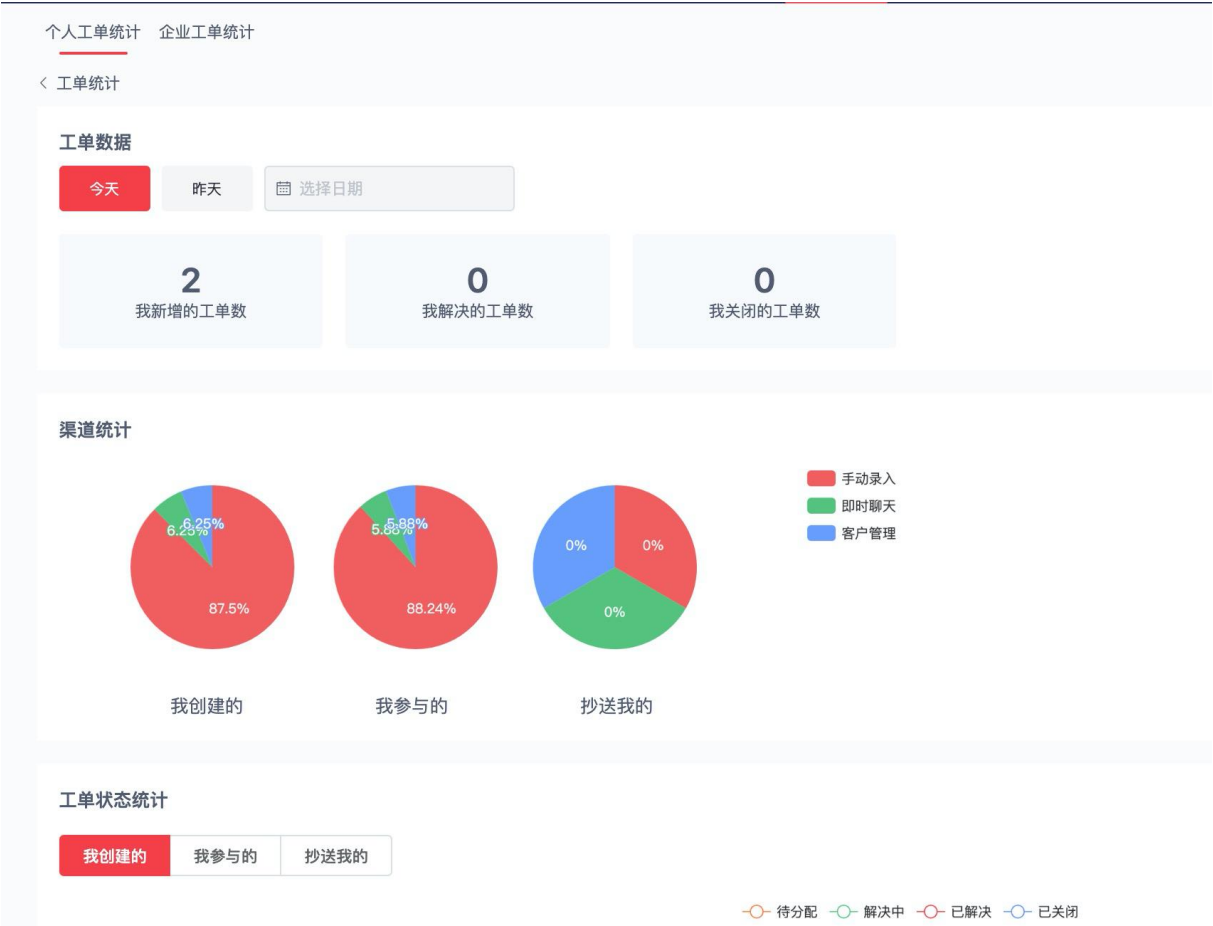 个人工单统计 企业工单统计
< 工单统计
工单数据
今天 昨天 选择日期
2 0 0
我新增的工单数 我解决的工单数 我关闭的工单数
渠道统计
手动录入
即时聊天
客户管理
6.25% 6.25% 5.88% 5.88%
0% 0%
87.5% 88.24% 0%
我创建的 我参与的 抄送我的
工单状态统计
我创建的 我参与的 抄送我的
待分配 解决中 已解决 已关闭